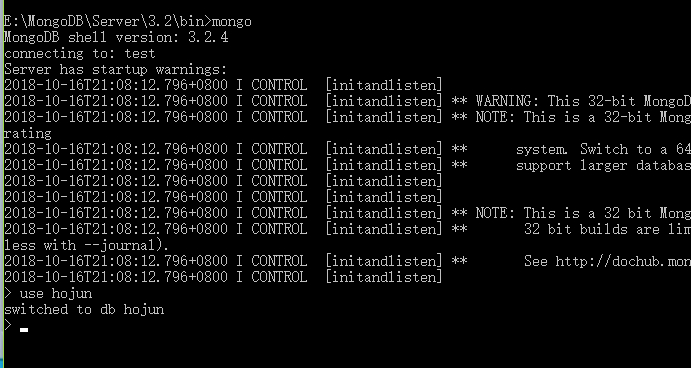 E:\MongoDB\Server\3.2\bin>mongo
MongoDB shell version: 3.2.4
connecting to: test
Server has startup warnings:
2018-10-16T21:08:12.796+0800 I CONTROL  [initandlisten]
2018-10-16T21:08:12.796+0800 I CONTROL  [initandlisten] ** WARNING: This 32-bit MongoD
2018-10-16T21:08:12.796+0800 I CONTROL  [initandlisten] ** NOTE: This is a 32-bit Mong
rating
2018-10-16T21:08:12.796+0800 I CONTROL  [initandlisten] **       system. Switch to a 64
2018-10-16T21:08:12.796+0800 I CONTROL  [initandlisten] **       support larger databas
2018-10-16T21:08:12.796+0800 I CONTROL  [initandlisten]
2018-10-16T21:08:12.796+0800 I CONTROL  [initandlisten]
2018-10-16T21:08:12.796+0800 I CONTROL  [initandlisten] ** NOTE: This is a 32 bit Mong
2018-10-16T21:08:12.796+0800 I CONTROL  [initandlisten] **       32 bit builds are lim
less with --journal).
2018-10-16T21:08:12.796+0800 I CONTROL  [initandlisten] **       See http://dochub.mon
2018-10-16T21:08:12.796+0800 I CONTROL  [initandlisten]
> use hojun
switched to db hojun
>